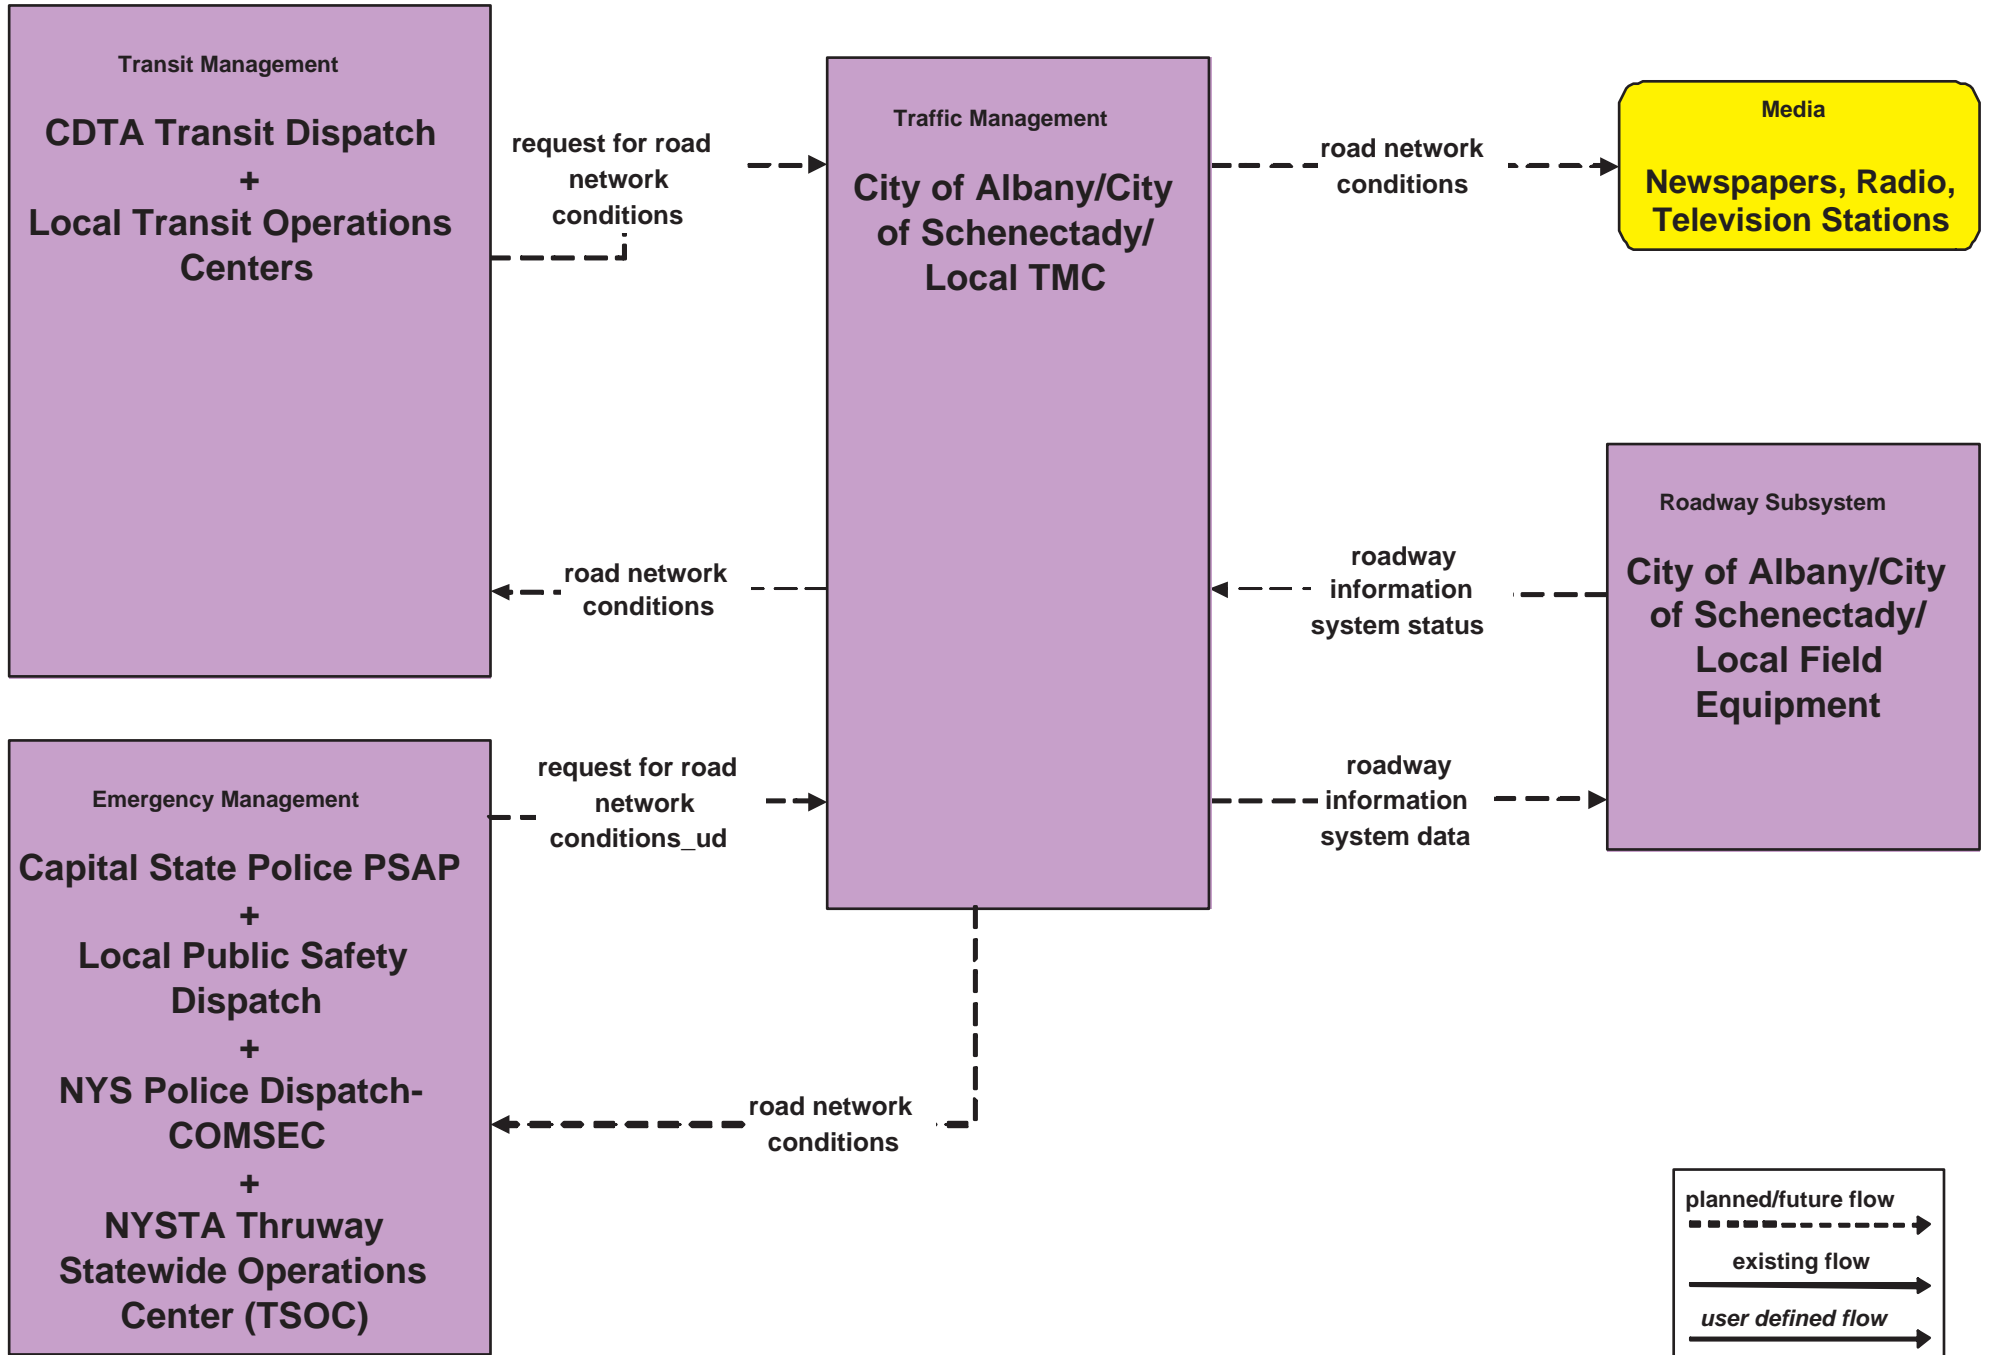 Transit Management
CDTA Transit Dispatch
+
Local Transit Operations
Centers
request for road
network
conditions
road network
conditions
Traffic Management
City of Albany/City
of Schenectady/
Local TMC
road network
conditions
Media
Newspapers, Radio,
Television Stations
roadway
information
system status
Roadway Subsystem
City of Albany/City
of Schenectady/
Local Field
Equipment
roadway
information
system data
Emergency Management
Capital State Police PSAP
+
Local Public Safety
Dispatch
+
NYS Police Dispatch-
COMSEC
+
NYSTA Thruway
Statewide Operations
Center (TSOC)
request for road
network
conditions_ud
road network
conditions
planned/future flow
existing flow
user defined flow